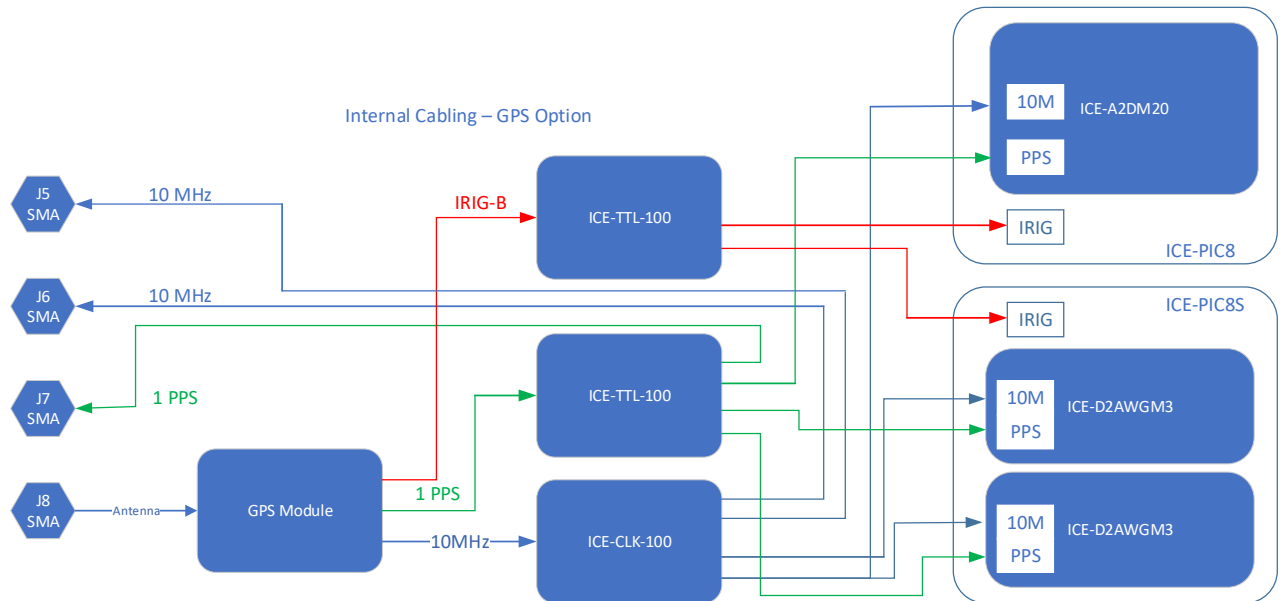 Internal Cabling – GPS Option
J5
SMA
10 MHz
J6
SMA
10 MHz
J7
SMA
1 PPS
J8
SMA
Antenna
GPS Module
IRIG-B
1 PPS
10MHz
ICE-TTL-100
ICE-TTL-100
ICE-CLK-100
10M
ICE-A2DM20
PPS
IRIG
ICE-PIC8
ICE-PIC8S
IRIG
10M
ICE-D2AWGM3
PPS
10M
ICE-D2AWGM3
PPS